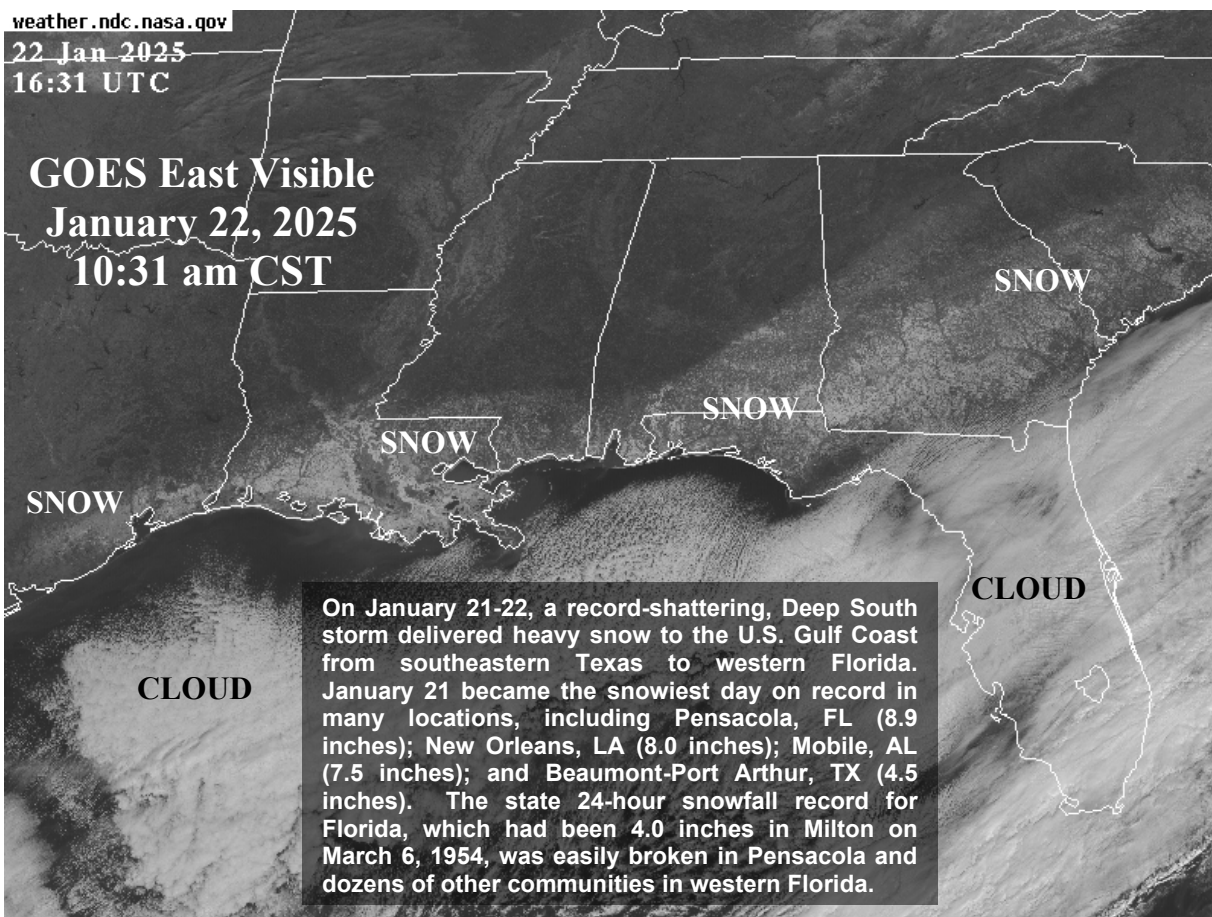 weather.ndc.nasa.gov
22 Jan 2025
16:31 UTC
GOES East Visible
January 22, 2025
10:31 am CST
SNOW
SNOW
SNOW
SNOW
CLOUD
CLOUD
On January 21-22, a record-shattering, Deep South
storm delivered heavy snow to the U.S. Gulf Coast
from southeastern Texas to western Florida.
January 21 became the snowiest day on record in
many locations, including Pensacola, FL (8.9
inches); New Orleans, LA (8.0 inches); Mobile, AL
(7.5 inches); and Beaumont-Port Arthur, TX (4.5
inches). The state 24-hour snowfall record for
Florida, which had been 4.0 inches in Milton on
March 6, 1954, was easily broken in Pensacola and
dozens of other communities in western Florida.